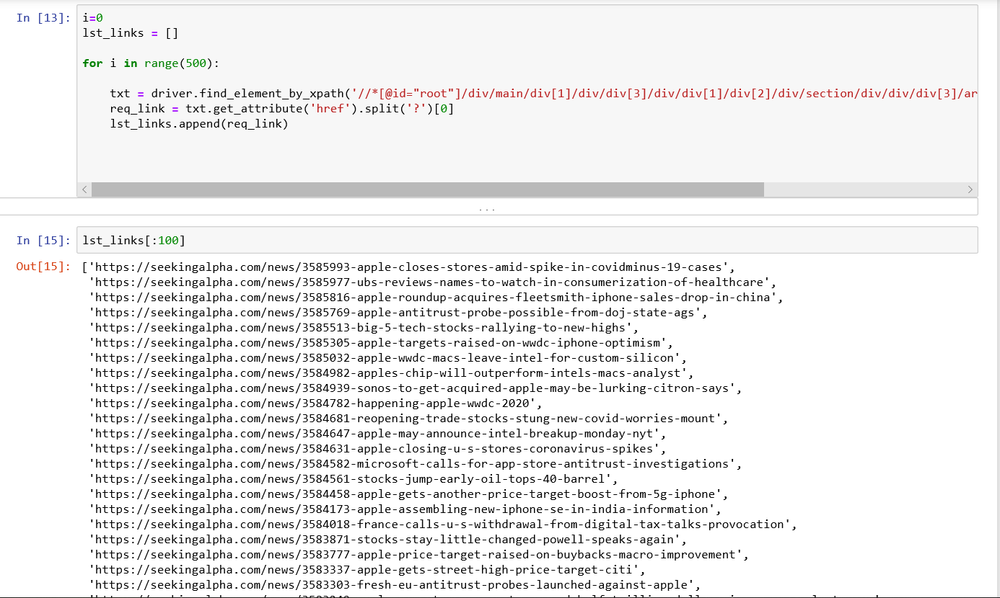 In [13]:
i=0
lst_links = []
for i in range(500):
txt = driver.find_element_by_xpath('//*[@id="root"]/div/main/div[1]/div/div[3]/div/div[1]/div[2]/div/section/div/div/div[3]/ar
req_link = txt.get_attribute('href').split('?')[0]
lst_links.append(req_link)
...
In [15]: lst_links[:100]
Out[15]: ['https://seekingalpha.com/news/3585993-apple-closes-stores-amid-spike-in-covidminus-19-cases',
'https://seekingalpha.com/news/3585977-ubs-reviews-names-to-watch-in-consumerization-of-healthcare',
'https://seekingalpha.com/news/3585816-apple-roundup-acquires-fleetsmith-iphone-sales-drop-in-china',
'https://seekingalpha.com/news/3585769-apple-antitrust-probe-possible-from-doj-state-ags',
'https://seekingalpha.com/news/3585513-big-5-tech-stocks-rallying-to-new-highs',
'https://seekingalpha.com/news/3585305-apple-targets-raised-on-wwdc-iphone-optimism',
'https://seekingalpha.com/news/3585032-apple-wwdc-macs-leave-intel-for-custom-silicon',
'https://seekingalpha.com/news/3584982-apples-chip-will-outperform-intels-macs-analyst',
'https://seekingalpha.com/news/3584939-sonos-to-get-acquired-apple-may-be-lurking-citron-says',
'https://seekingalpha.com/news/3584782-happening-apple-wwdc-2020',
'https://seekingalpha.com/news/3584681-reopening-trade-stocks-stung-new-covid-worries-mount',
'https://seekingalpha.com/news/3584647-apple-may-announce-intel-breakup-monday-nyt',
'https://seekingalpha.com/news/3584631-apple-closing-u-s-stores-coronavirus-spikes',
'https://seekingalpha.com/news/3584582-microsoft-calls-for-app-store-antitrust-investigations',
'https://seekingalpha.com/news/3584561-stocks-jump-early-oil-tops-40-barrel',
'https://seekingalpha.com/news/3584458-apple-gets-another-price-target-boost-from-5g-iphone',
'https://seekingalpha.com/news/3584173-apple-assembling-new-iphone-se-in-india-information',
'https://seekingalpha.com/news/3584018-france-calls-u-s-withdrawal-from-digital-tax-talks-provocation',
'https://seekingalpha.com/news/3583871-stocks-stay-little-changed-powell-speaks-again',
'https://seekingalpha.com/news/3583777-apple-price-target-raised-on-buybacks-macro-improvement',
'https://seekingalpha.com/news/3583337-apple-gets-street-high-price-target-citi',
'https://seekingalpha.com/news/3583303-fresh-eu-antitrust-probes-launched-against-apple',